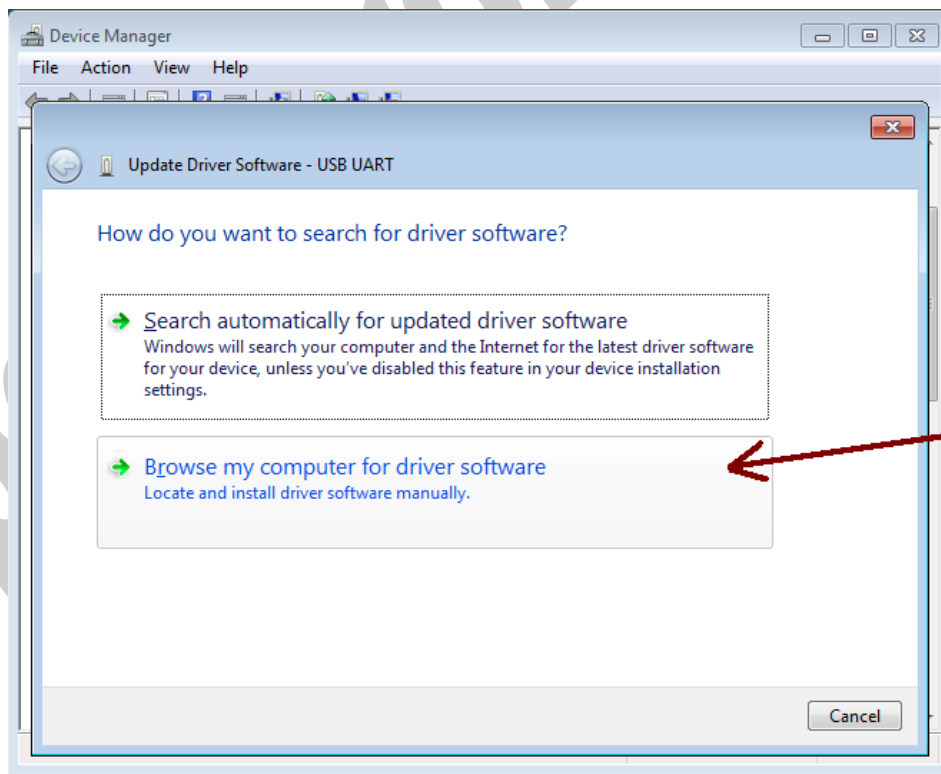 Device Manager
File Action View Help
Update Driver Software - USB UART
How do you want to search for driver software?
Search automatically for updated driver software
Windows will search your computer and the Internet for the latest driver software
for your device, unless you've disabled this feature in your device installation
settings.
Browse my computer for driver software
Locate and install driver software manually.
Cancel